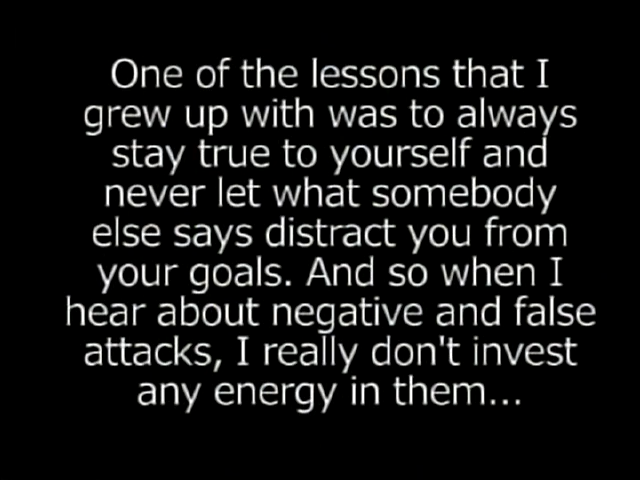 One of the lessons that I
grew up with was to always
stay true to yourself and
never let what somebody
else says distract you from
your goals. And so when I
hear about negative and false
attacks, I really don't invest
any energy in them...